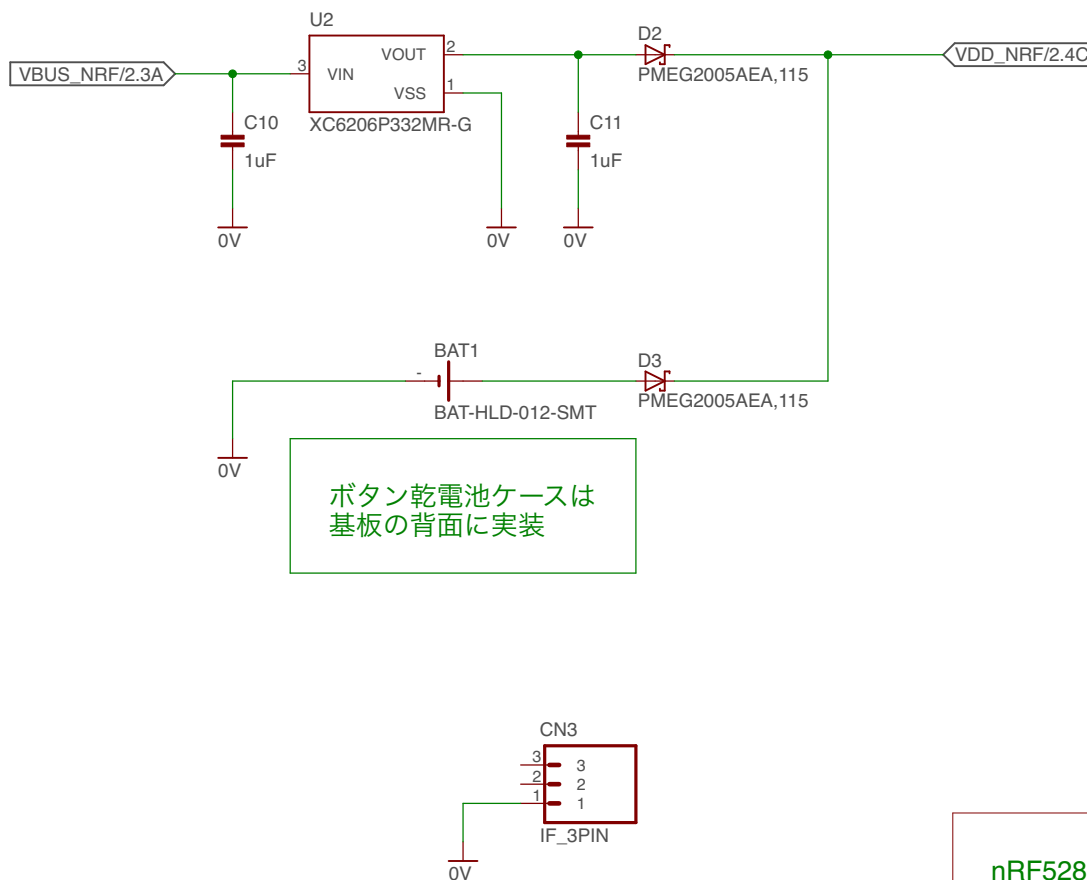 U2
D2
VBUS_NRF/2.3A
3
VIN
VOUT
2
VSS
1
XC6206P332MR-G
PMEG2005AEA,115
VDD_NRF/2.4C
C10
1uF
C11
1uF
0V
0V
0V
BAT1
-
BAT-HLD-012-SMT
D3
PMEG2005AEA,115
0V
ボタン乾電池ケースは
基板の背面に実装
CN3
3 3
2 2
1 1
IF_3PIN
0V
nRF528